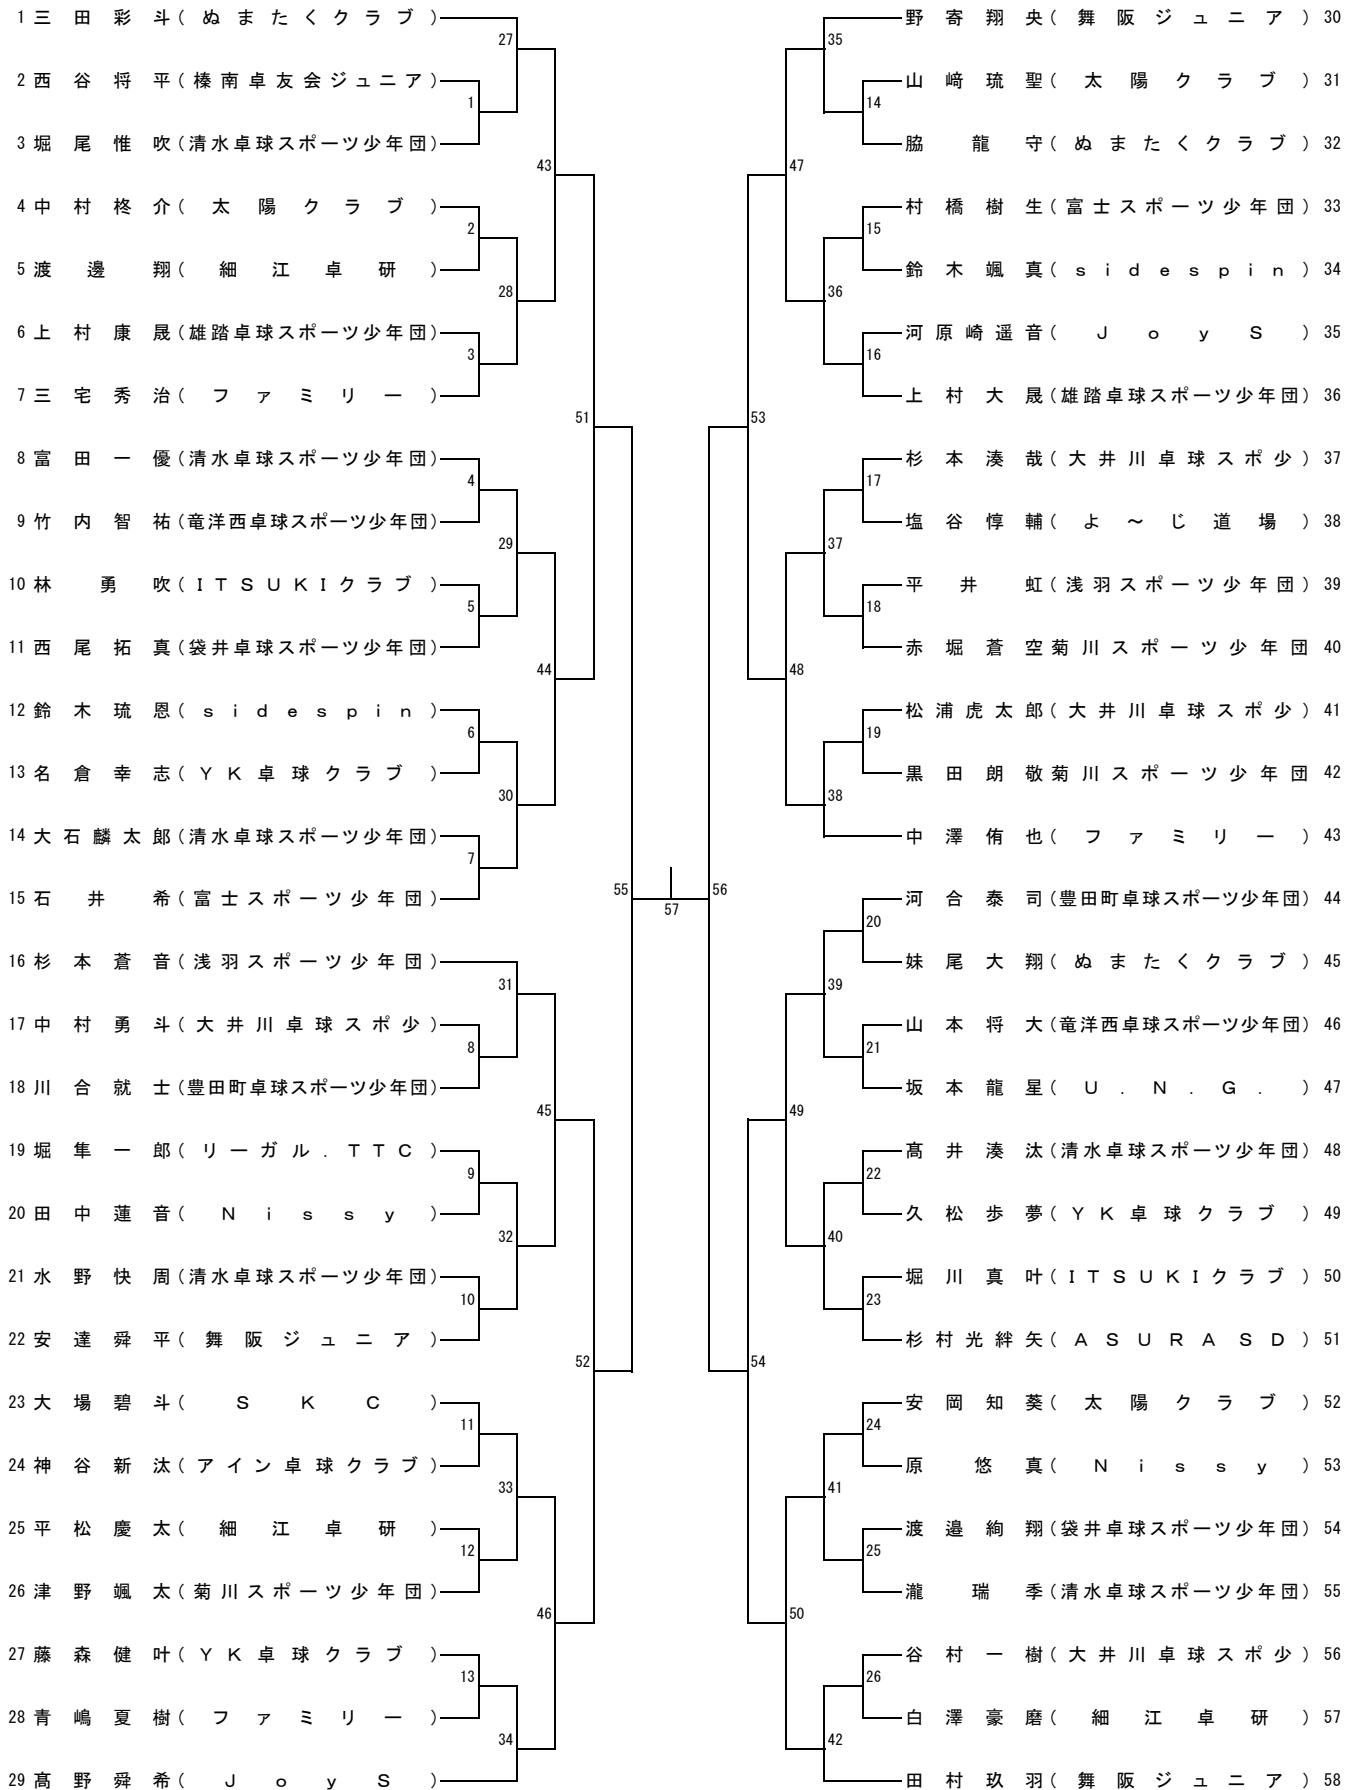 1 三田彩斗(ぬまたくクラブ)
2 西谷将平(榛南卓友会ジュニア)
3 堀尾惟吹(清水卓球スポーツ少年団)
4 中村柊介(太陽クラブ)
5 渡邊翔(細江卓研)
6 上村康晟(雄踏卓球スポーツ少年団)
7 三宅秀治(ファミリー)
8 富田一優(清水卓球スポーツ少年団)
9 竹内智祐(竜洋西卓球スポーツ少年団)
10 林勇吹(ITSUKIクラブ)
11 西尾拓真(袋井卓球スポーツ少年団)
12 鈴木琉恩(sidespin)
13 名倉幸志(YK卓球クラブ)
14 大石麟太郎(清水卓球スポーツ少年団)
15 石井希(富士スポーツ少年団)
16 杉本蒼音(浅羽スポーツ少年団)
17 中村勇斗(大井川卓球スポ少)
18 川合就士(豊田町卓球スポーツ少年団)
19 堀隼一郎(リーガル.TTC)
20 田中蓮音(Nissy)
21 水野快周(清水卓球スポーツ少年団)
22 安達舜平(舞阪ジュニア)
23 大場碧斗(SKC)
24 神谷新汰(アイン卓球クラブ)
25 平松慶太(細江卓研)
26 津野颯太(菊川スポーツ少年団)
27 藤森健叶(YK卓球クラブ)
28 青嶋夏樹(ファミリー)
29 髙野舜希(JoyS)
1
2
3
4
5
6
7
8
9
10
11
12
13
27
28
29
30
31
32
33
34
43
44
45
46
51
52
55
57
56
53
54
47
48
49
50
35
36
37
38
39
40
41
42
14
15
16
17
18
19
20
21
22
23
24
25
26
野寄翔央(舞阪ジュニア) 30
山﨑琉聖(太陽クラブ) 31
脇龍守(ぬまたくクラブ) 32
村橋樹生(富士スポーツ少年団) 33
鈴木颯真(sidespin) 34
河原崎遥音(JoyS) 35
上村大晟(雄踏卓球スポーツ少年団) 36
杉本湊哉(大井川卓球スポ少) 37
塩谷惇輔(よ~じ道場) 38
平井虹(浅羽スポーツ少年団) 39
赤堀蒼空菊川スポーツ少年団 40
松浦虎太郎(大井川卓球スポ少) 41
黒田朗敬菊川スポーツ少年団 42
中澤侑也(ファミリー) 43
河合泰司(豊田町卓球スポーツ少年団) 44
妹尾大翔(ぬまたくクラブ) 45
山本将大(竜洋西卓球スポーツ少年団) 46
坂本龍星(U.N.G.) 47
髙井湊汰(清水卓球スポーツ少年団) 48
久松歩夢(YK卓球クラブ) 49
堀川真叶(ITSUKIクラブ) 50
杉村光絆矢(ASURASD) 51
安岡知葵(太陽クラブ) 52
原悠真(Nissy) 53
渡邉絢翔(袋井卓球スポーツ少年団) 54
瀧瑞季(清水卓球スポーツ少年団) 55
谷村一樹(大井川卓球スポ少) 56
白澤豪磨(細江卓研) 57
田村玖羽(舞阪ジュニア) 58
7